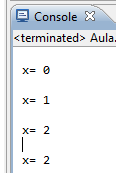 Console
<terminated> Aula.
x= 0
x= 1
x= 2
x= 2